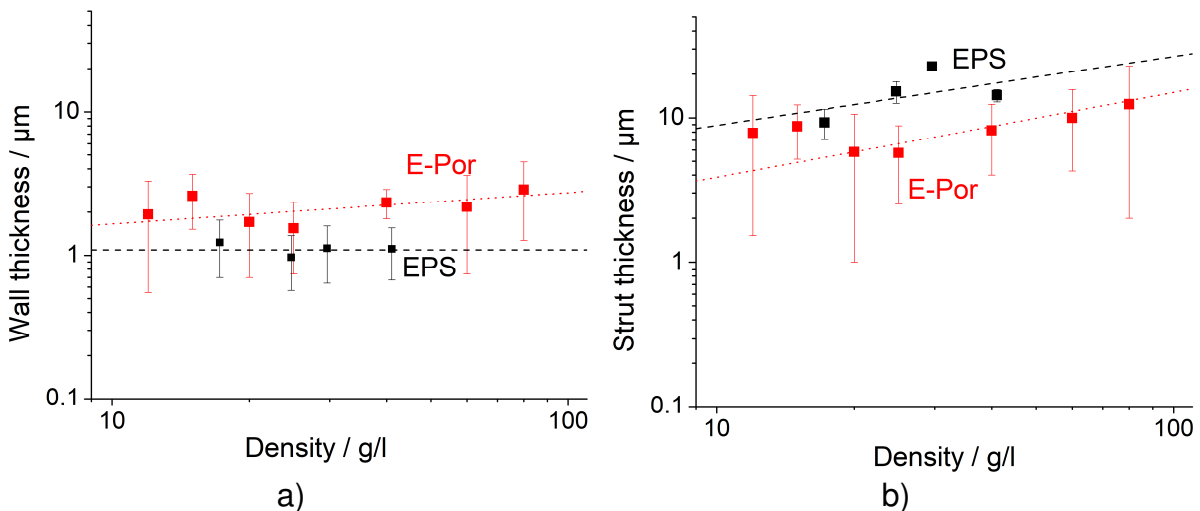 Wall thickness / µm
1
0.1
10
100
E-Por
EPS
Density / g/l
a)
Strut thickness / µm
10
1
0.1
10
100
EPS
E-Por
Density / g/l
b)